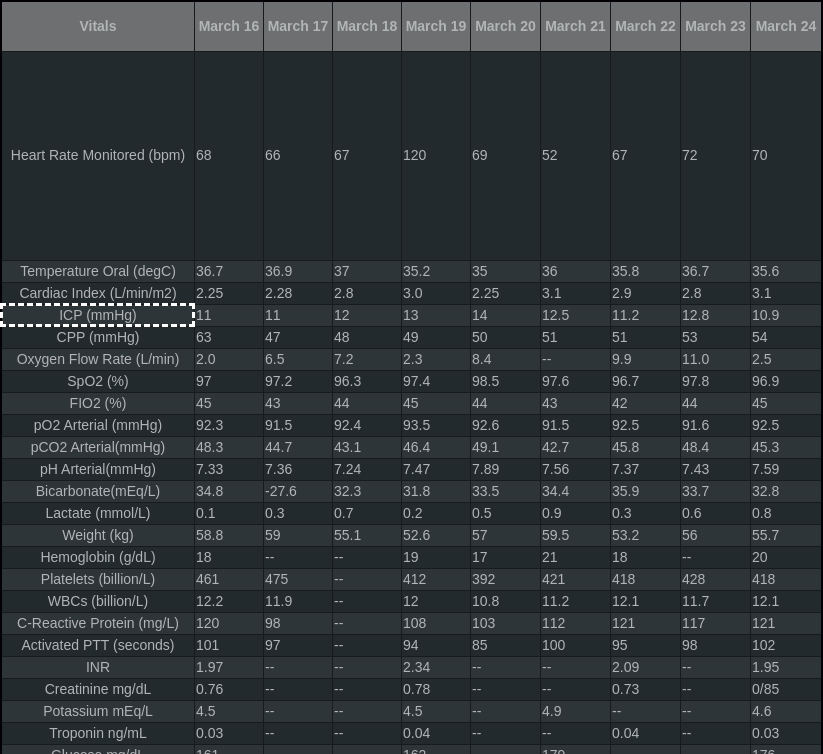 Vitals March 16 March 17 March 18 March 19 March 20 March 21 March 22 March 23 March 24
Heart Rate Monitored (bpm) 68 66 67 120 69 52 67 72 70
Temperature Oral (degC) 36.7 36.9 37 35.2 35 36 35.8 36.7 35.6
Cardiac Index (L/min/m2) 2.25 2.28 2.8 3.0 2.25 3.1 2.9 2.8 3.1
ICP (mmHg) 11 11 12 13 14 12.5 11.2 12.8 10.9
CPP (mmHg) 63 47 48 49 50 51 51 53 54
Oxygen Flow Rate (L/min) 2.0 6.5 7.2 2.3 8.4 -- 9.9 11.0 2.5
SpO2 (%) 97 97.2 96.3 97.4 98.5 97.6 96.7 97.8 96.9
FIO2 (%) 45 43 44 45 44 43 42 44 45
pO2 Arterial (mmHg) 92.3 91.5 92.4 93.5 92.6 91.5 92.5 91.6 92.5
pCO2 Arterial(mmHg) 48.3 44.7 43.1 46.4 49.1 42.7 45.8 48.4 45.3
pH Arterial(mmHg) 7.33 7.36 7.24 7.47 7.89 7.56 7.37 7.43 7.59
Bicarbonate(mEq/L) 34.8 -27.6 32.3 31.8 33.5 34.4 35.9 33.7 32.8
Lactate (mmol/L) 0.1 0.3 0.7 0.2 0.5 0.9 0.3 0.6 0.8
Weight (kg) 58.8 59 55.1 52.6 57 59.5 53.2 56 55.7
Hemoglobin (g/dL) 18 -- -- 19 17 21 18 -- 20
Platelets (billion/L) 461 475 -- 412 392 421 418 428 418
WBCs (billion/L) 12.2 11.9 -- 12 10.8 11.2 12.1 11.7 12.1
C-Reactive Protein (mg/L) 120 98 -- 108 103 112 121 117 121
Activated PTT (seconds) 101 97 -- 94 85 100 95 98 102
INR 1.97 -- -- 2.34 -- -- 2.09 -- 1.95
Creatinine mg/dL 0.76 -- -- 0.78 -- -- 0.73 -- 0/85
Potassium mEq/L 4.5 -- -- 4.5 -- 4.9 -- -- 4.6
Troponin ng/mL 0.03 -- -- 0.04 -- -- 0.04 -- 0.03
Glucose mg/dL 161 162 170 176